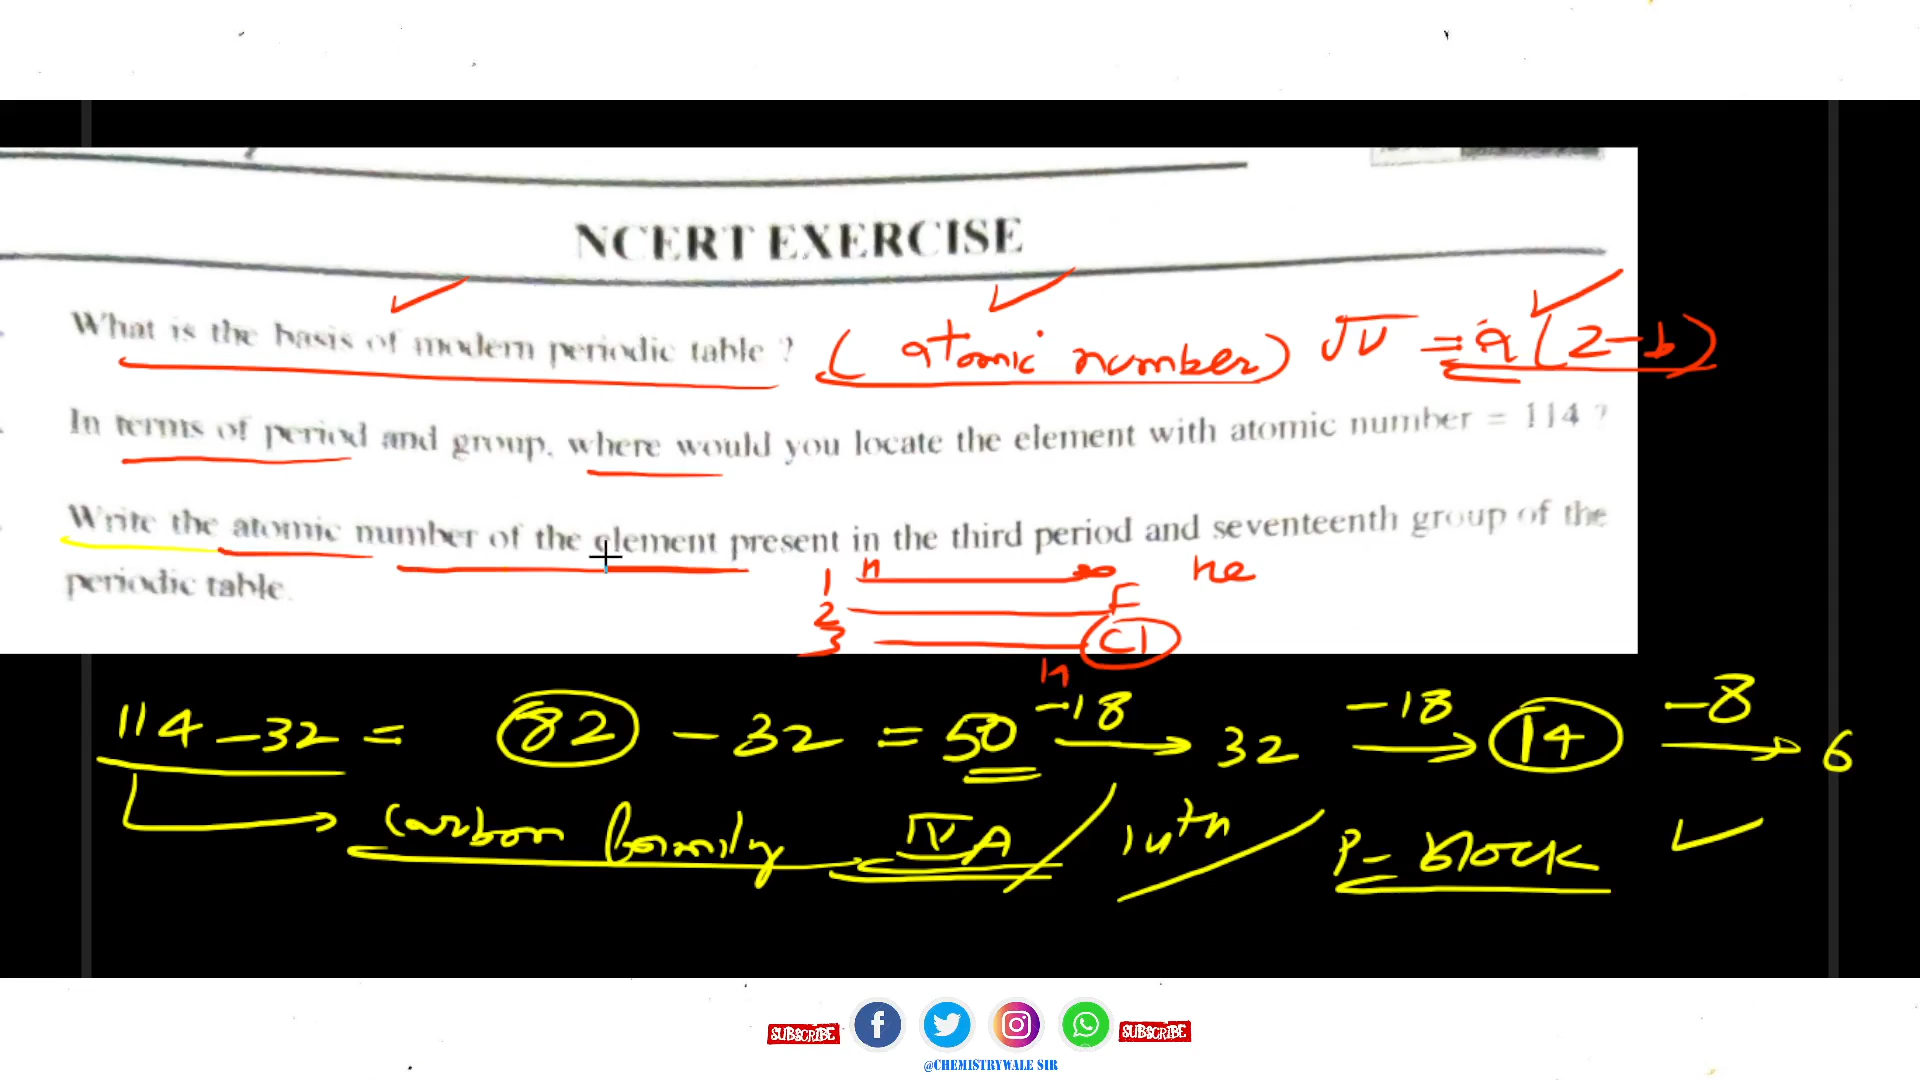 NCERT EXERCISE
What is the basis of modern periodic table ? (atomic number) √ν = a(Z-b)
In terms of period and group, where would you locate the element with atomic number = 114 ?
Write the atomic number of the element present in the third period and seventeenth group of the
periodic table.
1 H He
2 F
3 Cl
114 - 32 = 82 - 32 = 50 -18 → 32 -18 → 14 -8 → 6
Carbon family IVA / 14th / P-block
SUBSCRIBE SUBSCRIBE
@CHEMISTRYWALE SIR